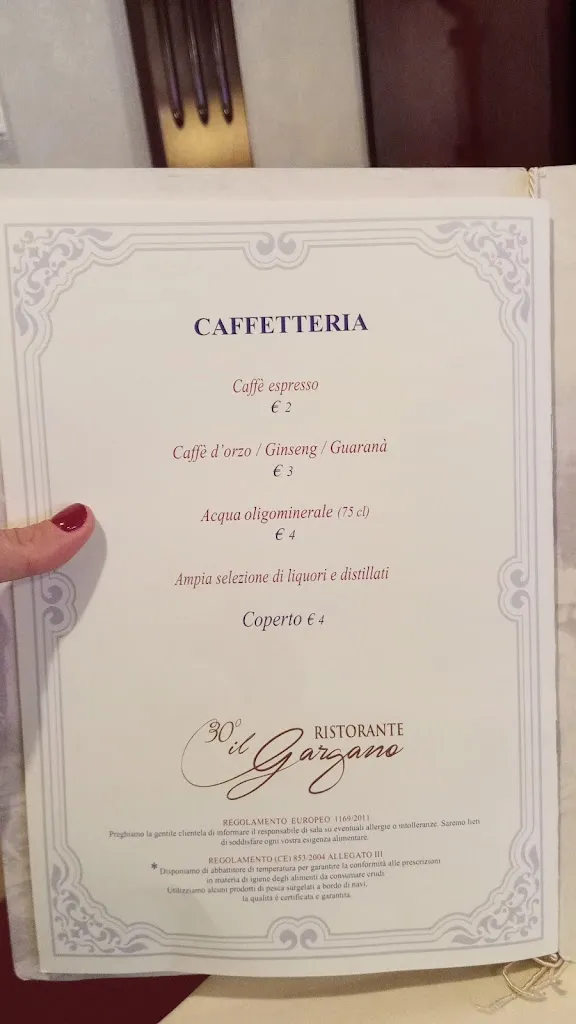 CAFFETTERIA
Caffè espresso
€ 2
Caffè d'orzo / Ginseng / Guaranà
€ 3
Acqua oligominerale (75 cl)
€ 4
Ampia selezione di liquori e distillati
Coperto € 4
30° il Gargano RISTORANTE
REGOLAMENTO EUROPEO 1169/2011
Preghiamo la gentile clientela di informare il responsabile di sala su eventuali allergie o intolleranze. Saremo lieti
di soddisfare ogni vostra esigenza alimentare.
REGOLAMENTO (CE) 853/2004 ALLEGATO III
* Disponiamo di abbattitore di temperatura per garantire la conformità alle prescrizioni
in materia di igiene degli alimenti da consumare crudi.
Utilizziamo alcuni prodotti di pesca surgelati a bordo di navi,
la qualità è certificata e garantita.